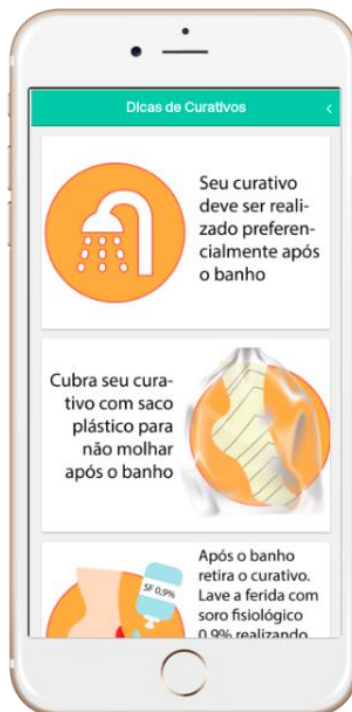 Dicas de Curativos
Seu curativo
deve ser reali-
zado preferen-
cialmente após
o banho
Cubra seu cura-
tivo com saco
plástico para
não molhar
após o banho
SF 0,9%
Após o banho
retira o curativo.
Lave a ferida com
soro fisiológico
0,9% realizando